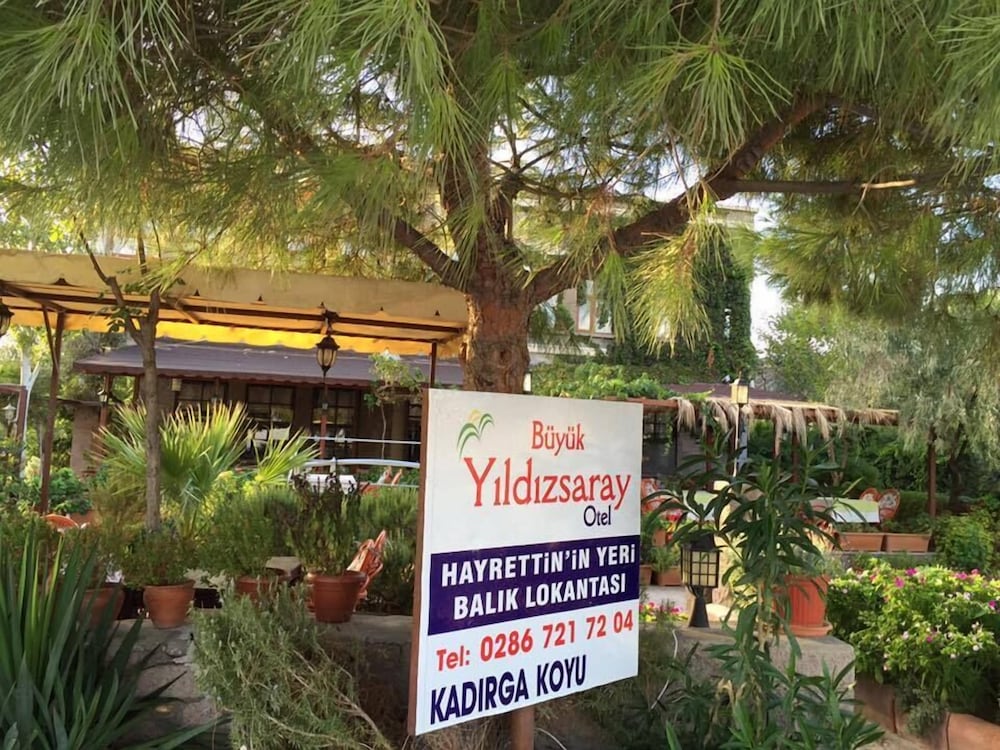 Büyük
Yıldızsaray
Otel
HAYRETTİN'İN YERİ
BALIK LOKANTASI
Tel: 0286 721 72 04
KADIRGA KOYU